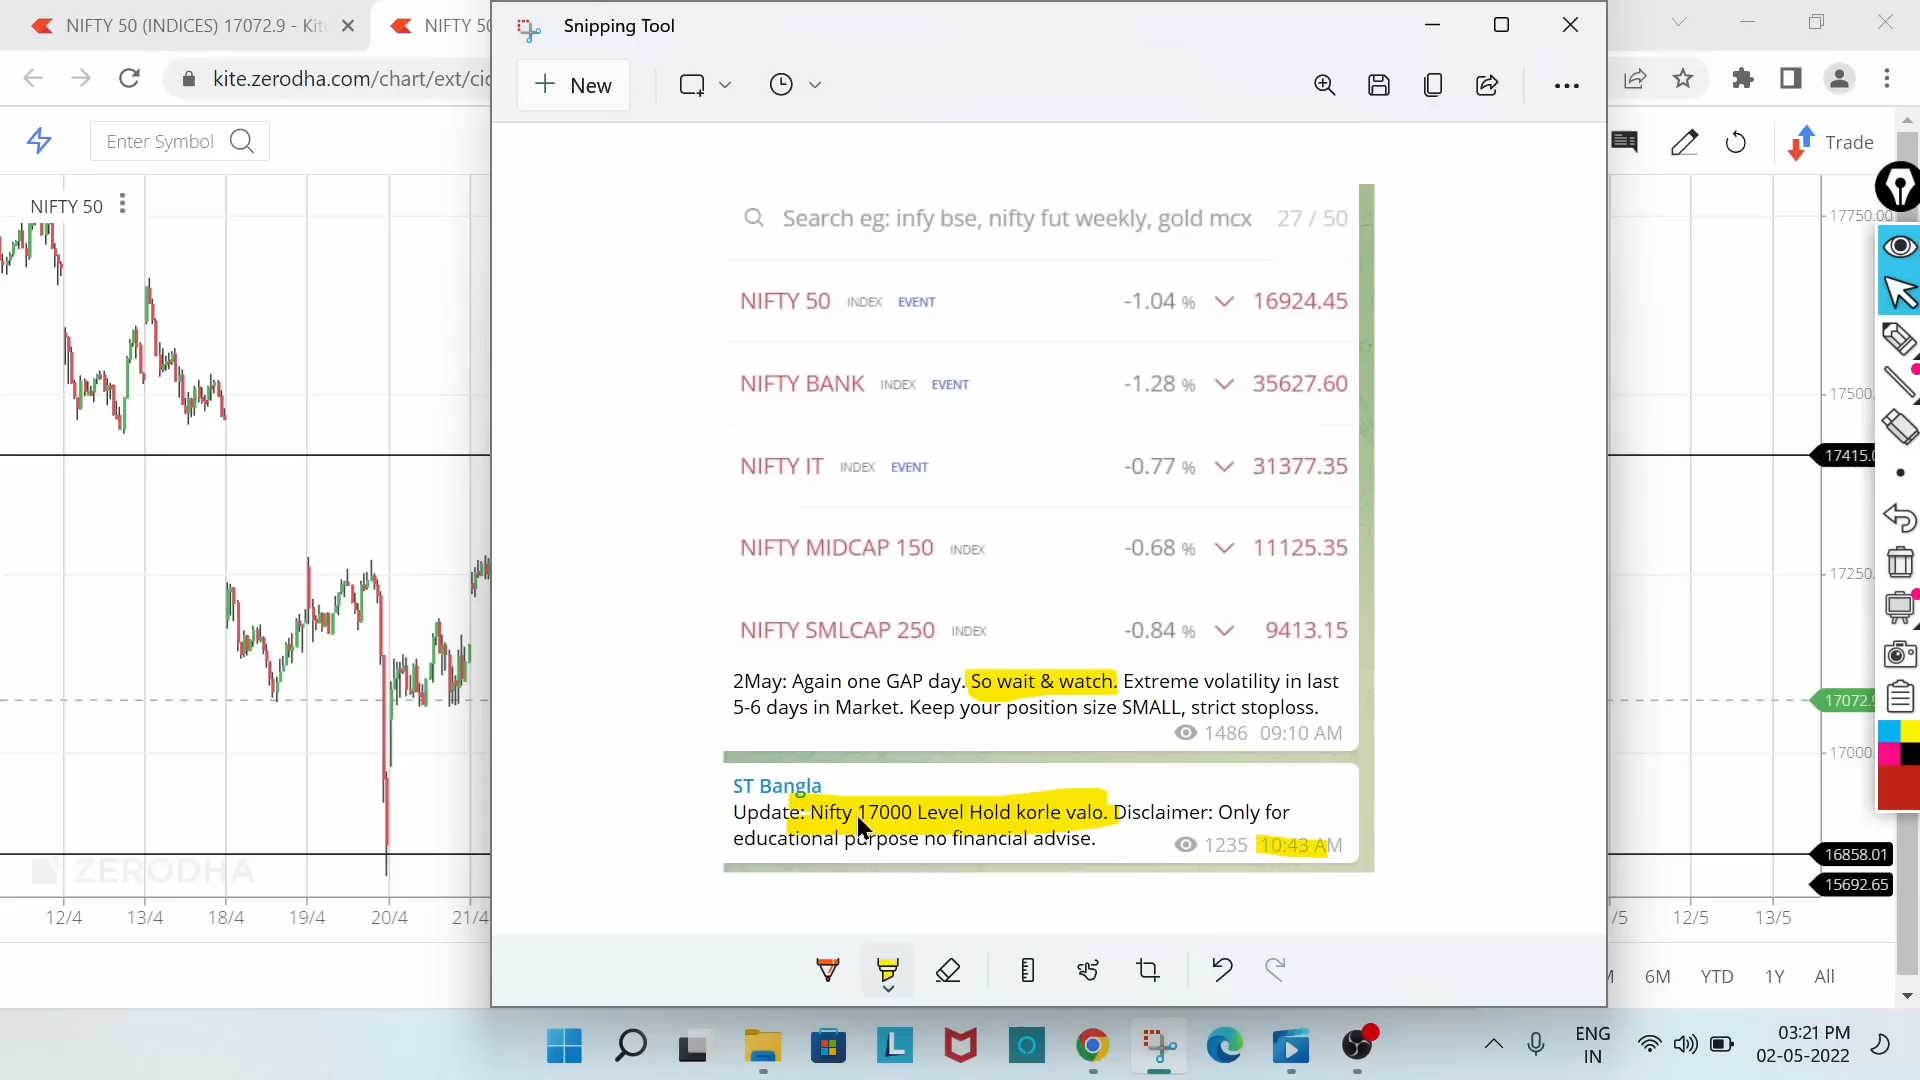 NIFTY 50 (INDICES) 17072.9 - Kit
NIFTY 50
Snipping Tool
kite.zerodha.com/chart/ext/cic
New
Enter Symbol
Trade
NIFTY 50
Search eg: infy bse, nifty fut weekly, gold mcx 27 / 50
NIFTY 50 INDEX EVENT -1.04 % 16924.45
NIFTY BANK INDEX EVENT -1.28 % 35627.60
NIFTY IT INDEX EVENT -0.77 % 31377.35
NIFTY MIDCAP 150 INDEX -0.68 % 11125.35
NIFTY SMLCAP 250 INDEX -0.84 % 9413.15
2May: Again one GAP day. So wait & watch. Extreme volatility in last
5-6 days in Market. Keep your position size SMALL, strict stoploss.
1486 09:10 AM
ST Bangla
Update: Nifty 17000 Level Hold korle valo. Disclaimer: Only for
educational purpose no financial advise.
1235 10:43 AM
17750.00
17500.
17415.0
17250.
17072.9
17000.
16858.01
15692.65
ZERODHA
12/4 13/4 18/4 19/4 20/4 21/4
/5 12/5 13/5
6M YTD 1Y All
ENG
IN
03:21 PM
02-05-2022